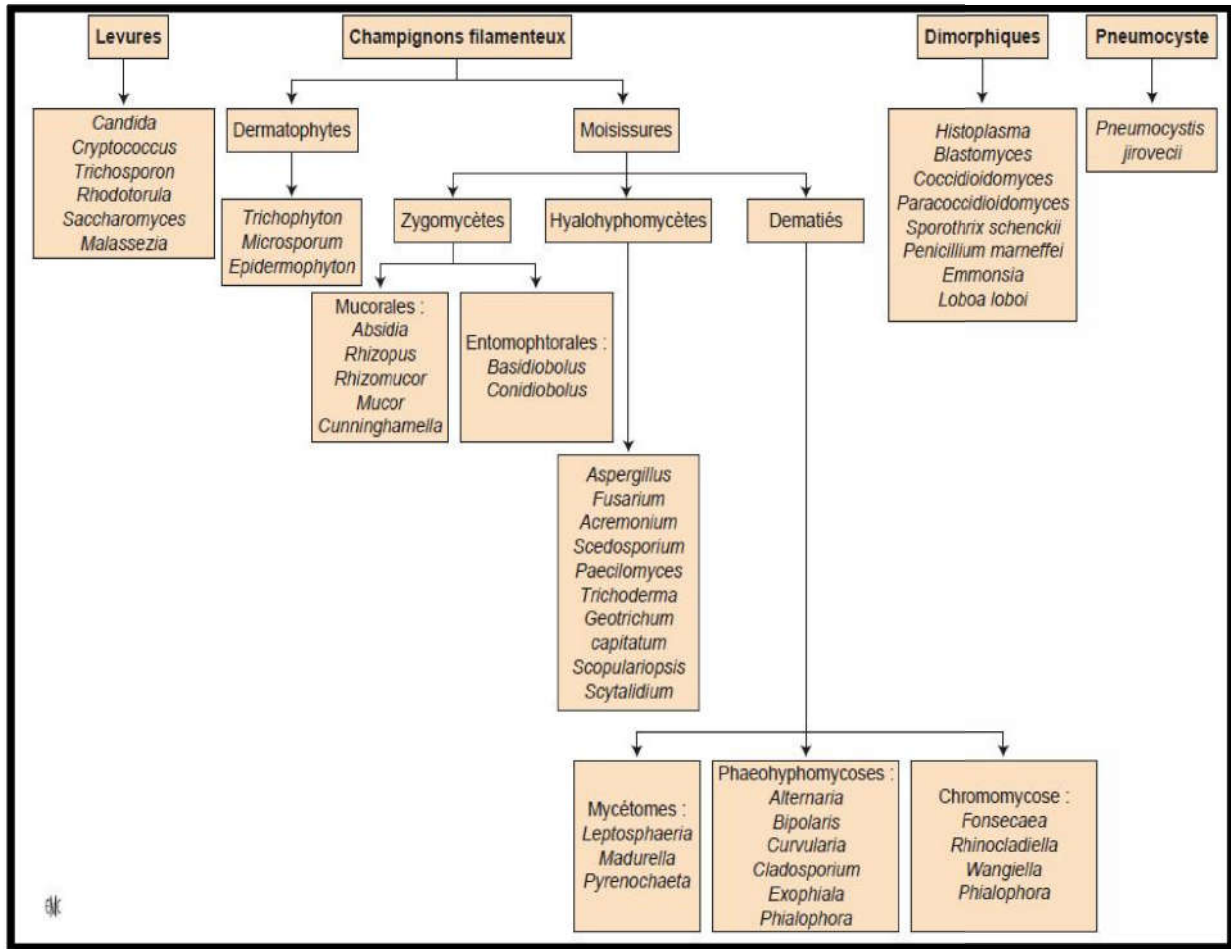 Levures
Champignons filamenteux
Dimorphiques
Pneumocyste
Candida
Cryptococcus
Trichosporon
Rhodotorula
Saccharomyces
Malassezia
Dermatophytes
Moisissures
Histoplasma
Blastomyces
Coccidioidomyces
Paracoccidioidomyces
Sporothrix schenckii
Penicillium marneffei
Emmonsia
Loboa loboi
Pneumocystis
jirovecii
Trichophyton
Microsporum
Epidermophyton
Zygomycètes
Hyalohyphomycètes
Dematiés
Mucorales :
Absidia
Rhizopus
Rhizomucor
Mucor
Cunninghamella
Entomophtorales :
Basidiobolus
Conidiobolus
Aspergillus
Fusarium
Acremonium
Scedosporium
Paecilomyces
Trichoderma
Geotrichum
capitatum
Scopulariopsis
Scytalidium
Mycétomes :
Leptosphaeria
Madurella
Pyrenochaeta
Phaeohyphomycoses :
Alternaria
Bipolaris
Curvularia
Cladosporium
Exophiala
Phialophora
Chromomycose :
Fonsecaea
Rhinocladiella
Wangiella
Phialophora